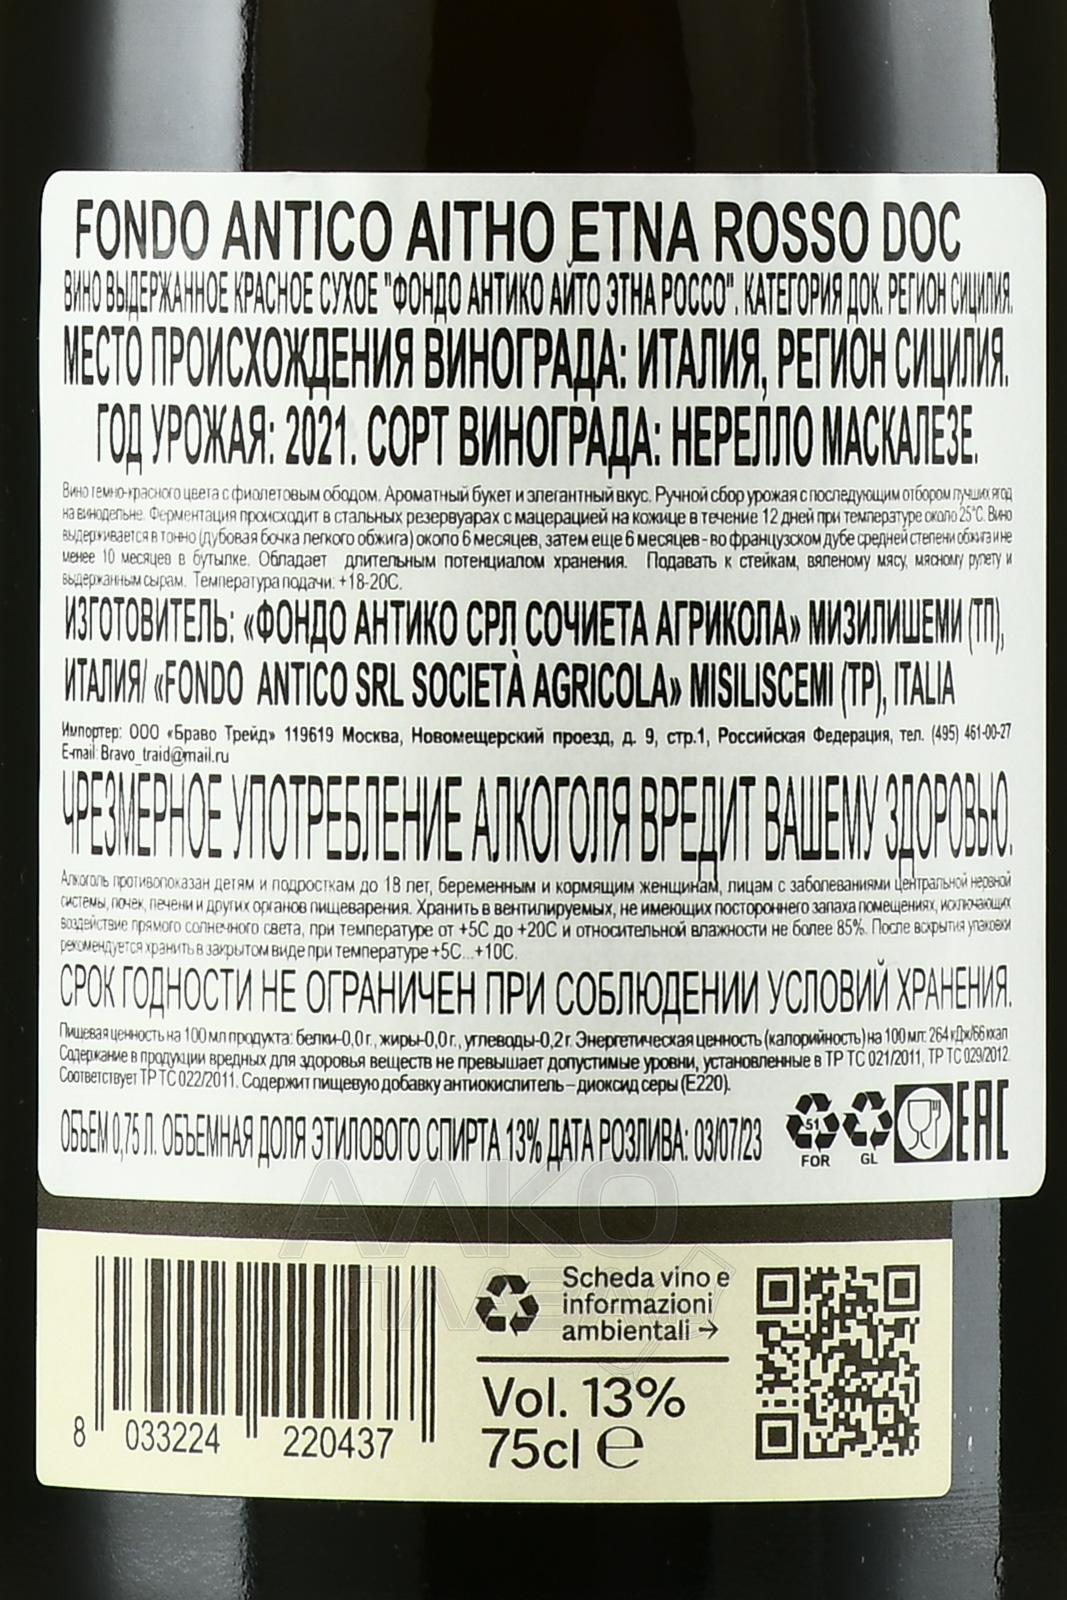 FONDO ANTICO AITHO ETNA ROSSO DOC
ВИНО ВЫДЕРЖАННОЕ КРАСНОЕ СУХОЕ "ФОНДО АНТИКО АЙТО ЭТНА РОССО". КАТЕГОРИЯ ДОК. РЕГИОН СИЦИЛИЯ.
МЕСТО ПРОИСХОЖДЕНИЯ ВИНОГРАДА: ИТАЛИЯ, РЕГИОН СИЦИЛИЯ.
ГОД УРОЖАЯ: 2021. СОРТ ВИНОГРАДА: НЕРЕЛЛО МАСКАЛЕЗЕ.
Вино темно-красного цвета с фиолетовым ободом. Ароматный букет и элегантный вкус. Ручной сбор урожая с последующим отбором лучших ягод
на винодельне. Ферментация происходит в стальных резервуарах с мацерацией на кожице в течение 12 дней при температуре около 25°С. Вино
выдерживается в тонно (дубовая бочка легкого обжига) около 6 месяцев, затем еще 6 месяцев - во французском дубе средней степени обжига и не
менее 10 месяцев в бутылке. Обладает длительным потенциалом хранения. Подавать к стейкам, вяленому мясу, мясному рулету и
выдержанным сырам. Температура подачи: +18-20С.
ИЗГОТОВИТЕЛЬ: «ФОНДО АНТИКО СРЛ СОЧИЕТА АГРИКОЛА» МИЗИЛИШЕМИ (ТП),
ИТАЛИЯ/ «FONDO ANTICO SRL SOCIETÀ AGRICOLA» MISILISCEMI (TP), ITALIA
Импортер: ООО «Браво Трейд» 119619 Москва, Новомещерский проезд, д. 9, стр.1, Российская Федерация, тел. (495) 461-00-27
E-mail: Bravo_traid@mail.ru
ЧРЕЗМЕРНОЕ УПОТРЕБЛЕНИЕ АЛКОГОЛЯ ВРЕДИТ ВАШЕМУ ЗДОРОВЬЮ.
Алкоголь противопоказан детям и подросткам до 18 лет, беременным и кормящим женщинам, лицам с заболеваниями центральной нервной
системы, почек, печени и других органов пищеварения. Хранить в вентилируемых, не имеющих постороннего запаха помещениях, исключающих
воздействие прямого солнечного света, при температуре от +5С до +20С и относительной влажности не более 85%. После вскрытия упаковки
рекомендуется хранить в закрытом виде при температуре +5С...+10С.
СРОК ГОДНОСТИ НЕ ОГРАНИЧЕН ПРИ СОБЛЮДЕНИИ УСЛОВИЙ ХРАНЕНИЯ.
Пищевая ценность на 100 мл продукта: белки-0,0 г., жиры-0,0 г., углеводы-0,2 г. Энергетическая ценность (калорийность) на 100 мл: 264 кДж/66 ккал
Содержание в продукции вредных для здоровья веществ не превышает допустимые уровни, установленные в ТР ТС 021/2011, ТР ТС 029/2012.
Соответствует ТР ТС 022/2011. Содержит пищевую добавку антиокислитель – диоксид серы (Е220).
ОБЪЕМ 0,75 Л. ОБЪЕМНАЯ ДОЛЯ ЭТИЛОВОГО СПИРТА 13% ДАТА РОЗЛИВА: 03/07/23
51
FOR
GL
EAC
ААКО
Scheda vino e
informazioni
ambientali →
Vol. 13%
75cl ℮
8 033224 220437